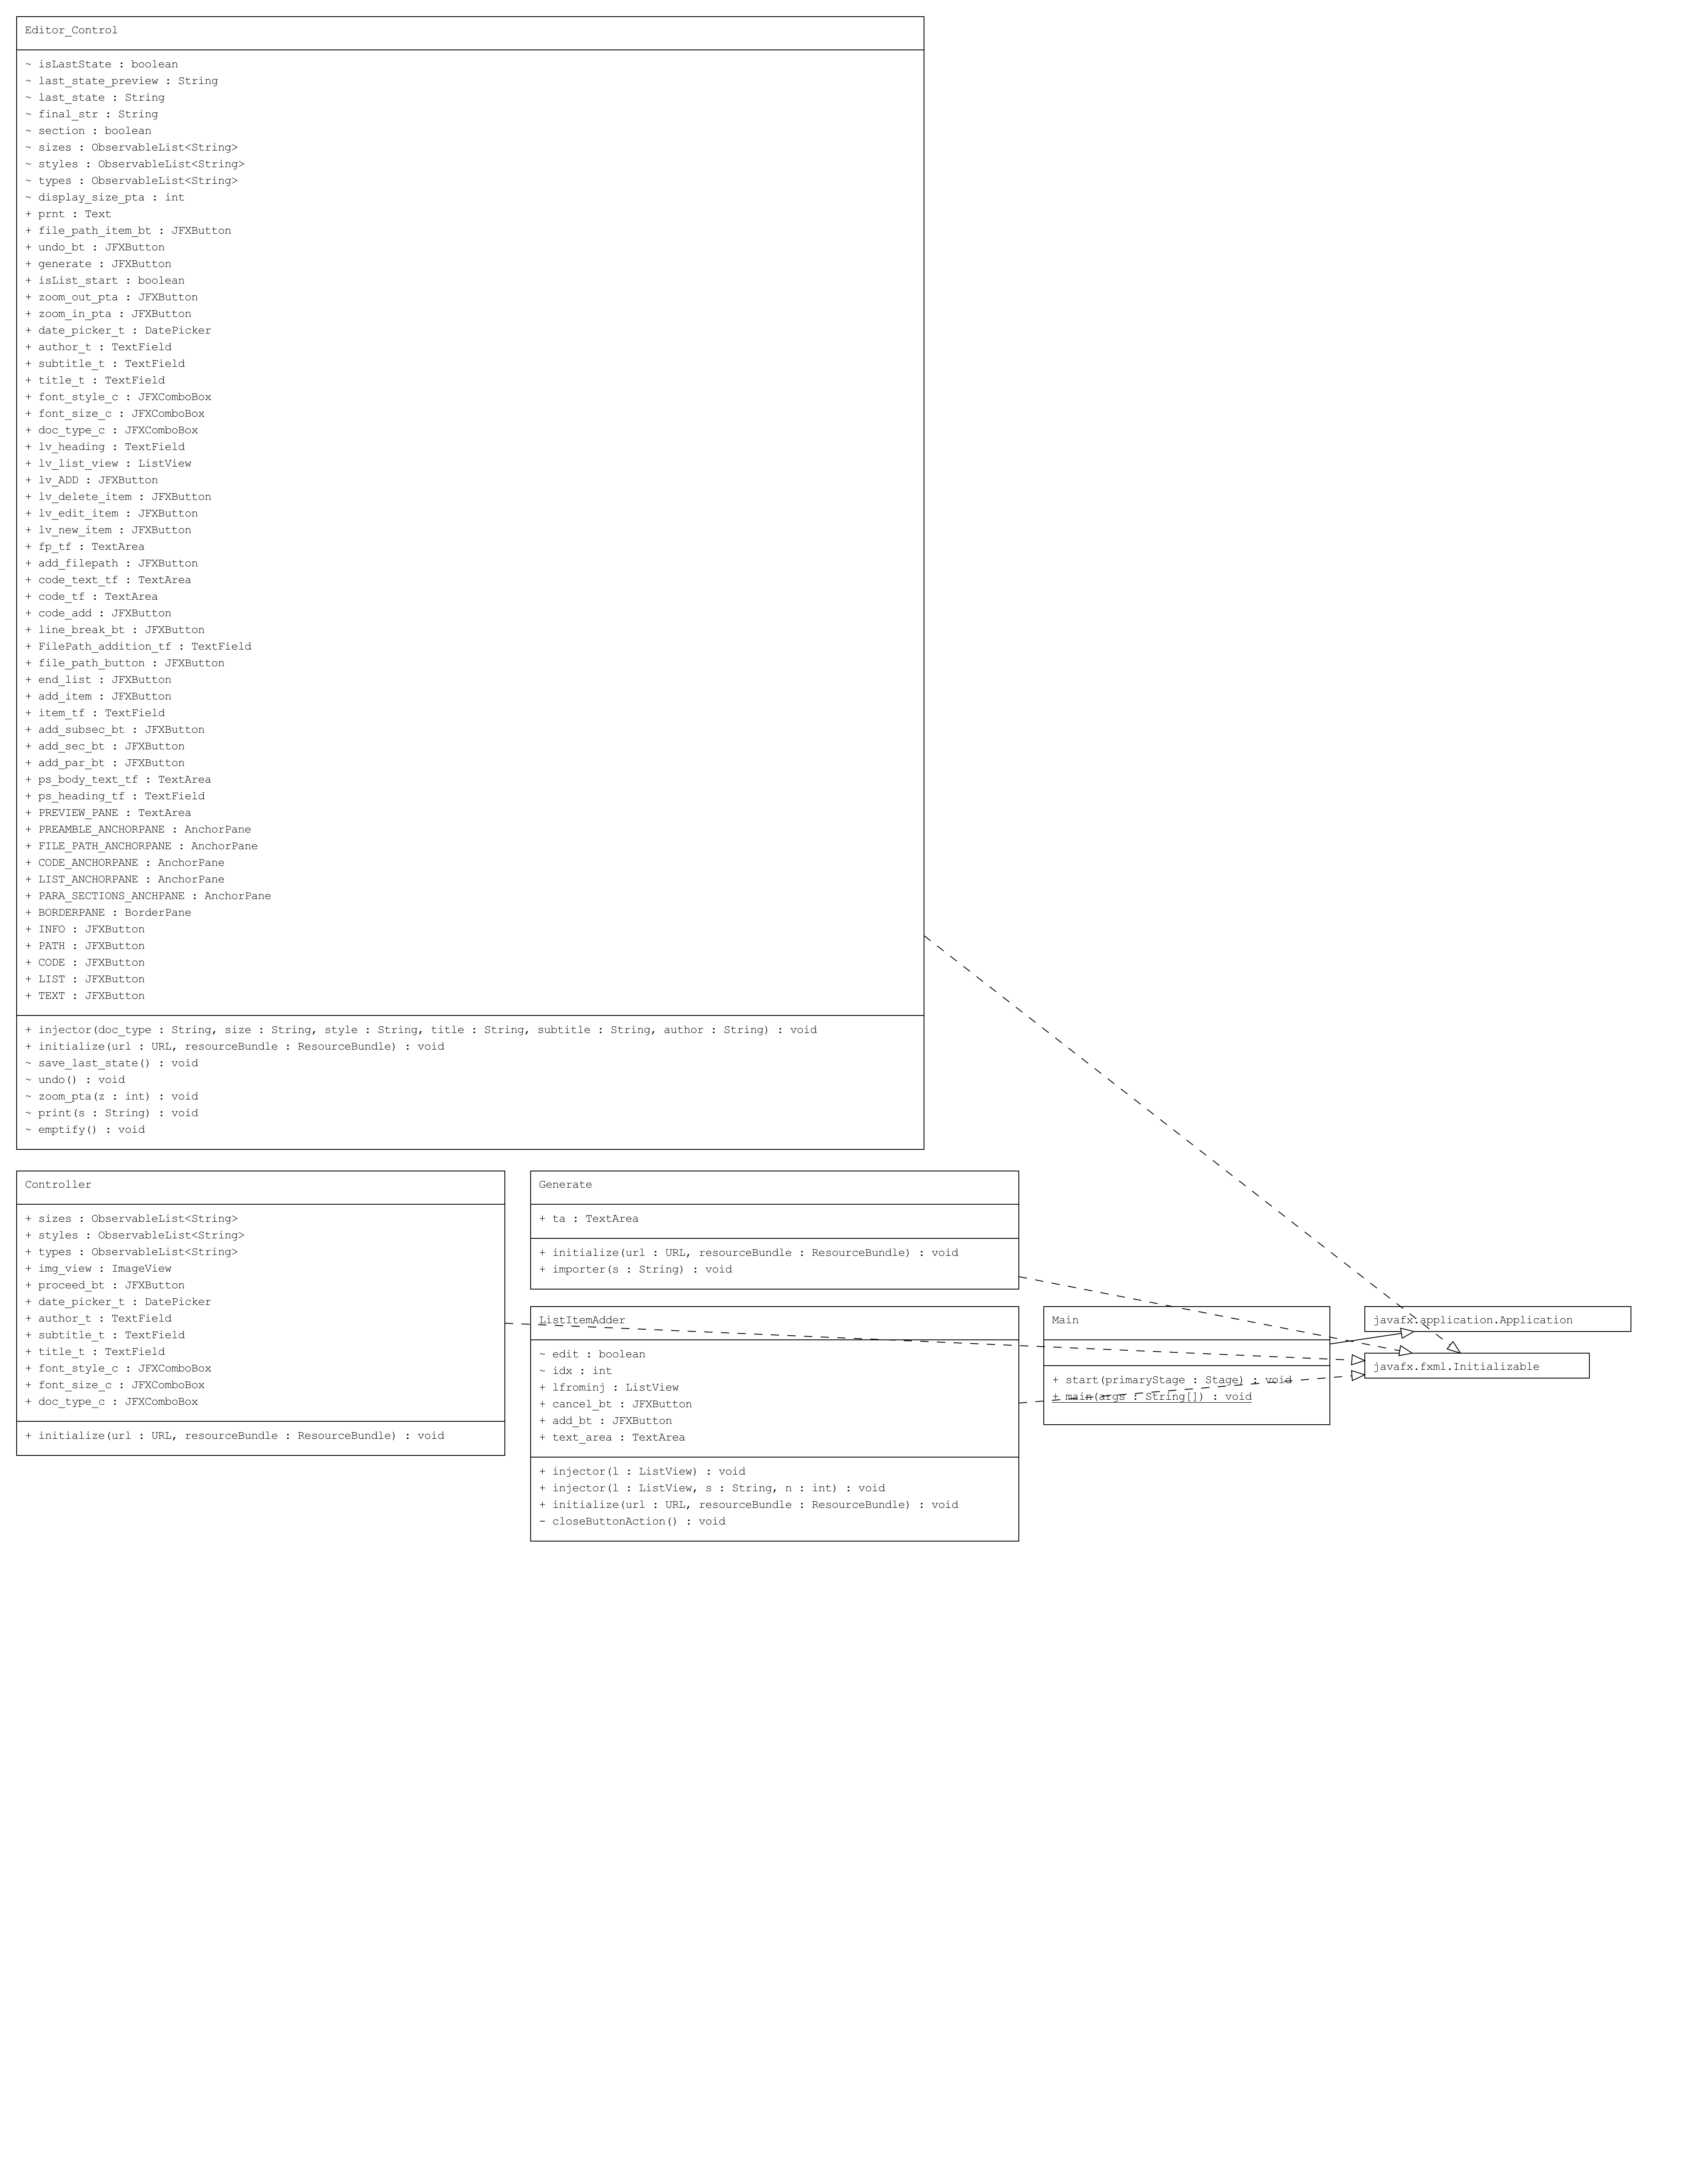 Editor_Control
~ isLastState : boolean
~ last_state_preview : String
~ last_state : String
~ final_str : String
~ section : boolean
~ sizes : ObservableList<String>
~ styles : ObservableList<String>
~ types : ObservableList<String>
~ display_size_pta : int
+ prnt : Text
+ file_path_item_bt : JFXButton
+ undo_bt : JFXButton
+ generate : JFXButton
+ isList_start : boolean
+ zoom_out_pta : JFXButton
+ zoom_in_pta : JFXButton
+ date_picker_t : DatePicker
+ author_t : TextField
+ subtitle_t : TextField
+ title_t : TextField
+ font_style_c : JFXComboBox
+ font_size_c : JFXComboBox
+ doc_type_c : JFXComboBox
+ lv_heading : TextField
+ lv_list_view : ListView
+ lv_ADD : JFXButton
+ lv_delete_item : JFXButton
+ lv_edit_item : JFXButton
+ lv_new_item : JFXButton
+ fp_tf : TextArea
+ add_filepath : JFXButton
+ code_text_tf : TextArea
+ code_tf : TextArea
+ code_add : JFXButton
+ line_break_bt : JFXButton
+ FilePath_addition_tf : TextField
+ file_path_button : JFXButton
+ end_list : JFXButton
+ add_item : JFXButton
+ item_tf : TextField
+ add_subsec_bt : JFXButton
+ add_sec_bt : JFXButton
+ add_par_bt : JFXButton
+ ps_body_text_tf : TextArea
+ ps_heading_tf : TextField
+ PREVIEW_PANE : TextArea
+ PREAMBLE_ANCHORPANE : AnchorPane
+ FILE_PATH_ANCHORPANE : AnchorPane
+ CODE_ANCHORPANE : AnchorPane
+ LIST_ANCHORPANE : AnchorPane
+ PARA_SECTIONS_ANCHPANE : AnchorPane
+ BORDERPANE : BorderPane
+ INFO : JFXButton
+ PATH : JFXButton
+ CODE : JFXButton
+ LIST : JFXButton
+ TEXT : JFXButton
+ injector(doc_type : String, size : String, style : String, title : String, subtitle : String, author : String) : void
+ initialize(url : URL, resourceBundle : ResourceBundle) : void
~ save_last_state() : void
~ undo() : void
~ zoom_pta(z : int) : void
~ print(s : String) : void
~ emptify() : void
Controller
+ sizes : ObservableList<String>
+ styles : ObservableList<String>
+ types : ObservableList<String>
+ img_view : ImageView
+ proceed_bt : JFXButton
+ date_picker_t : DatePicker
+ author_t : TextField
+ subtitle_t : TextField
+ title_t : TextField
+ font_style_c : JFXComboBox
+ font_size_c : JFXComboBox
+ doc_type_c : JFXComboBox
+ initialize(url : URL, resourceBundle : ResourceBundle) : void
Generate
+ ta : TextArea
+ initialize(url : URL, resourceBundle : ResourceBundle) : void
+ importer(s : String) : void
ListItemAdder
~ edit : boolean
~ idx : int
+ lfrominj : ListView
+ cancel_bt : JFXButton
+ add_bt : JFXButton
+ text_area : TextArea
+ injector(l : ListView) : void
+ injector(l : ListView, s : String, n : int) : void
+ initialize(url : URL, resourceBundle : ResourceBundle) : void
- closeButtonAction() : void
Main
+ start(primaryStage : Stage) : void
+ main(args : String[]) : void
javafx.application.Application
javafx.fxml.Initializable